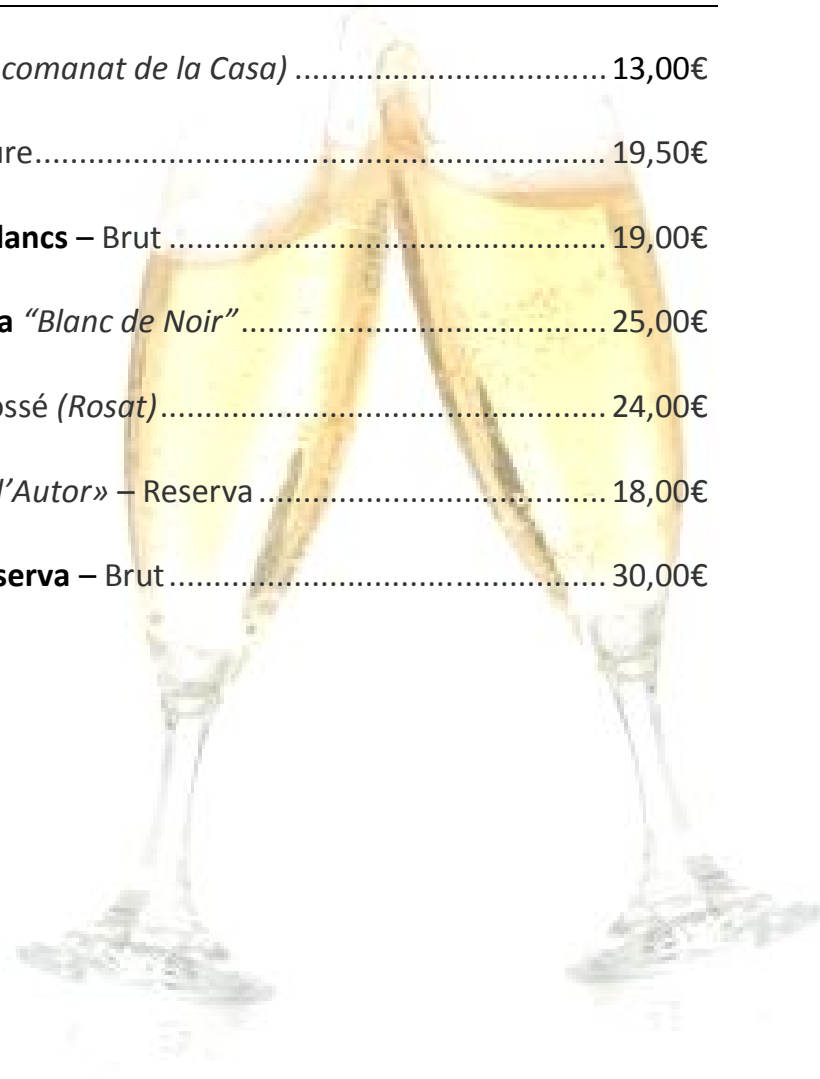 comanat de la Casa) ................................... 13,00€
ure................................................................ 19,50€
lancs – Brut ................................................. 19,00€
a “Blanc de Noir”......................................... 25,00€
ossé (Rosat).................................................. 24,00€
l’Autor» – Reserva ....................................... 18,00€
serva – Brut................................................. 30,00€